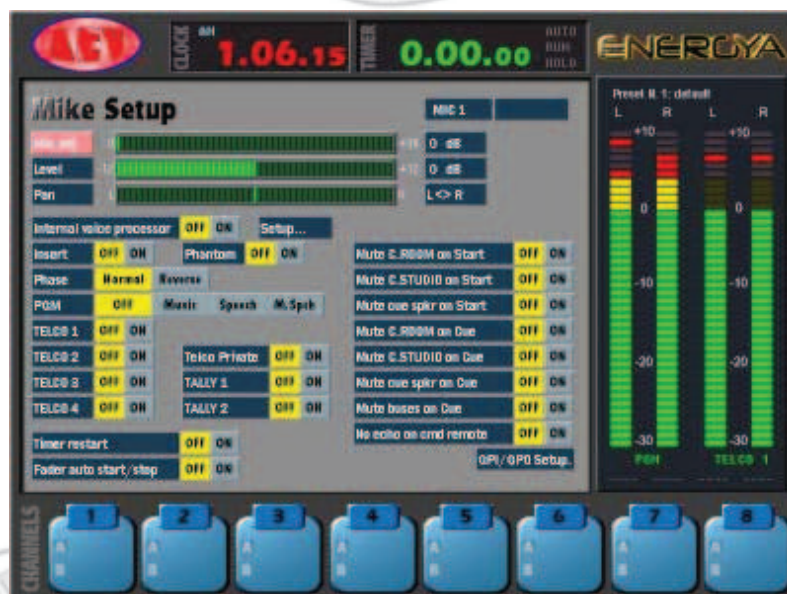 AEV
CLOCK
AM
1.06.15
TIMER
0.00.00
AUTO
RUN
HOLD
ENERGYA
Mike Setup
MIC 1
0 dB
Level
-12
+12
0 dB
Pan
L
R
L<>R
Internal voice processor OFF ON Setup...
Insert OFF ON Phantom OFF ON
Phase Normal Reverse
PGM OFF Music Speech M.Spch
TELCO 1 OFF ON
TELCO 2 OFF ON Telco Private OFF ON
TELCO 3 OFF ON TALLY 1 OFF ON
TELCO 4 OFF ON TALLY 2 OFF ON
Timer restart OFF ON
Fader auto start/stop OFF ON
Mute C.ROOM on Start OFF ON
Mute C.STUDIO on Start OFF ON
Mute cue spkr on Start OFF ON
Mute C.ROOM on Cue OFF ON
Mute C.STUDIO on Cue OFF ON
Mute cue spkr on Cue OFF ON
Mute buses on Cue OFF ON
No echo on cmd remote OFF ON
GPI/GPO Setup.
Preset N. 1: default
L R L R
+10 +10
0 0
-10 -10
-20 -20
-30 -30
PGM TELCO 1
CHANNELS
1 2 3 4 5 6 7 8
A A A A A A A A
B B B B B B B B